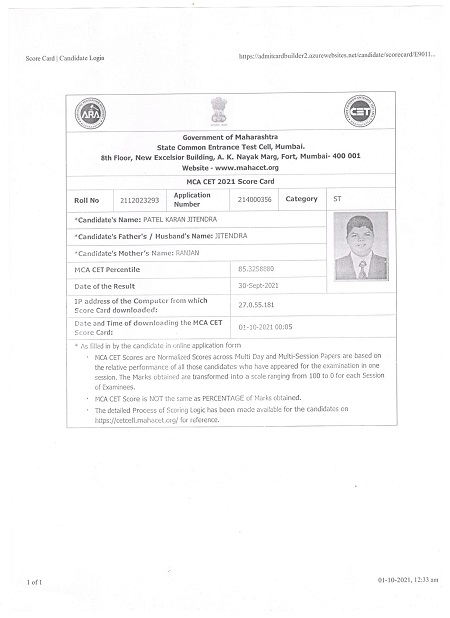 Score Card | Candidate Login
https://admitcardbuilder2.azurewebsites.net/candidate/scorecard/E9011...
ARA
CET
Government of Maharashtra
State Common Entrance Test Cell, Mumbai.
8th Floor, New Excelsior Building, A. K. Nayak Marg, Fort, Mumbai- 400 001
Website - www.mahacet.org
MCA CET 2021 Score Card
Roll No 2112023293 Application Number 214000356 Category ST
*Candidate's Name: PATEL KARAN JITENDRA
*Candidate's Father's / Husband's Name: JITENDRA
*Candidate's Mother's Name: RANJAN
MCA CET Percentile 85.3258880
Date of the Result 30-Sept-2021
IP address of the Computer from which
Score Card downloaded: 27.0.55.181
Date and Time of downloading the MCA CET
Score Card: 01-10-2021 00:05
* As filled in by the candidate in online application form
• MCA CET Scores are Normalized Scores across Multi Day and Multi-Session Papers are based on
the relative performance of all those candidates who have appeared for the examination in one
session. The Marks obtained are transformed into a scale ranging from 100 to 0 for each Session
of Examinees.
• MCA CET Score is NOT the same as PERCENTAGE of Marks obtained.
• The detailed Process of Scoring Logic has been made available for the candidates on
https://cetcell.mahacet.org/ for reference.
1 of 1
01-10-2021, 12:33 am